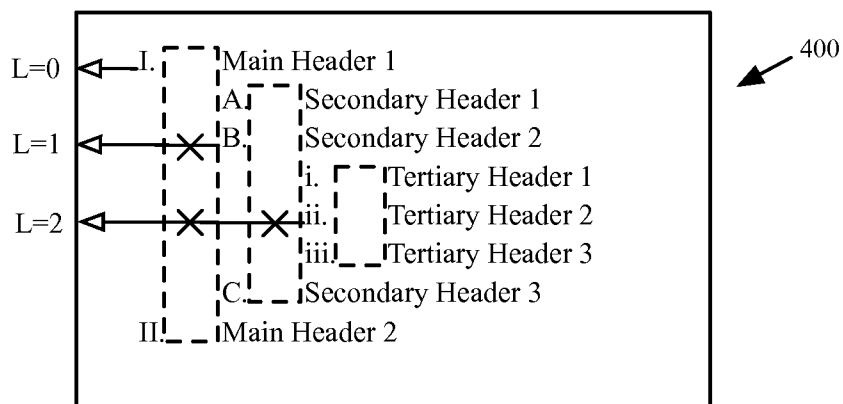 400
L=0 I. Main Header 1
A. Secondary Header 1
L=1 B. Secondary Header 2
i. Tertiary Header 1
L=2 ii. Tertiary Header 2
iii. Tertiary Header 3
C. Secondary Header 3
II. Main Header 2